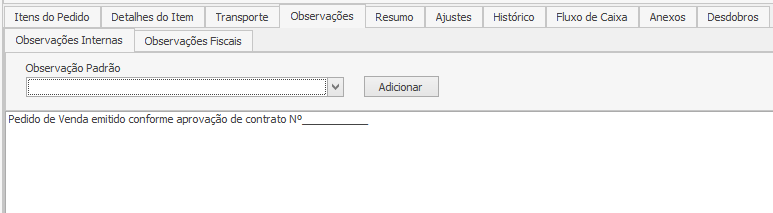 Itens do Pedido Detalhes do Item Transporte Observações Resumo Ajustes Histórico Fluxo de Caixa Anexos Desdobros
Observações Internas Observações Fiscais
Observação Padrão
Adicionar
Pedido de Venda emitido conforme aprovação de contrato Nº____________